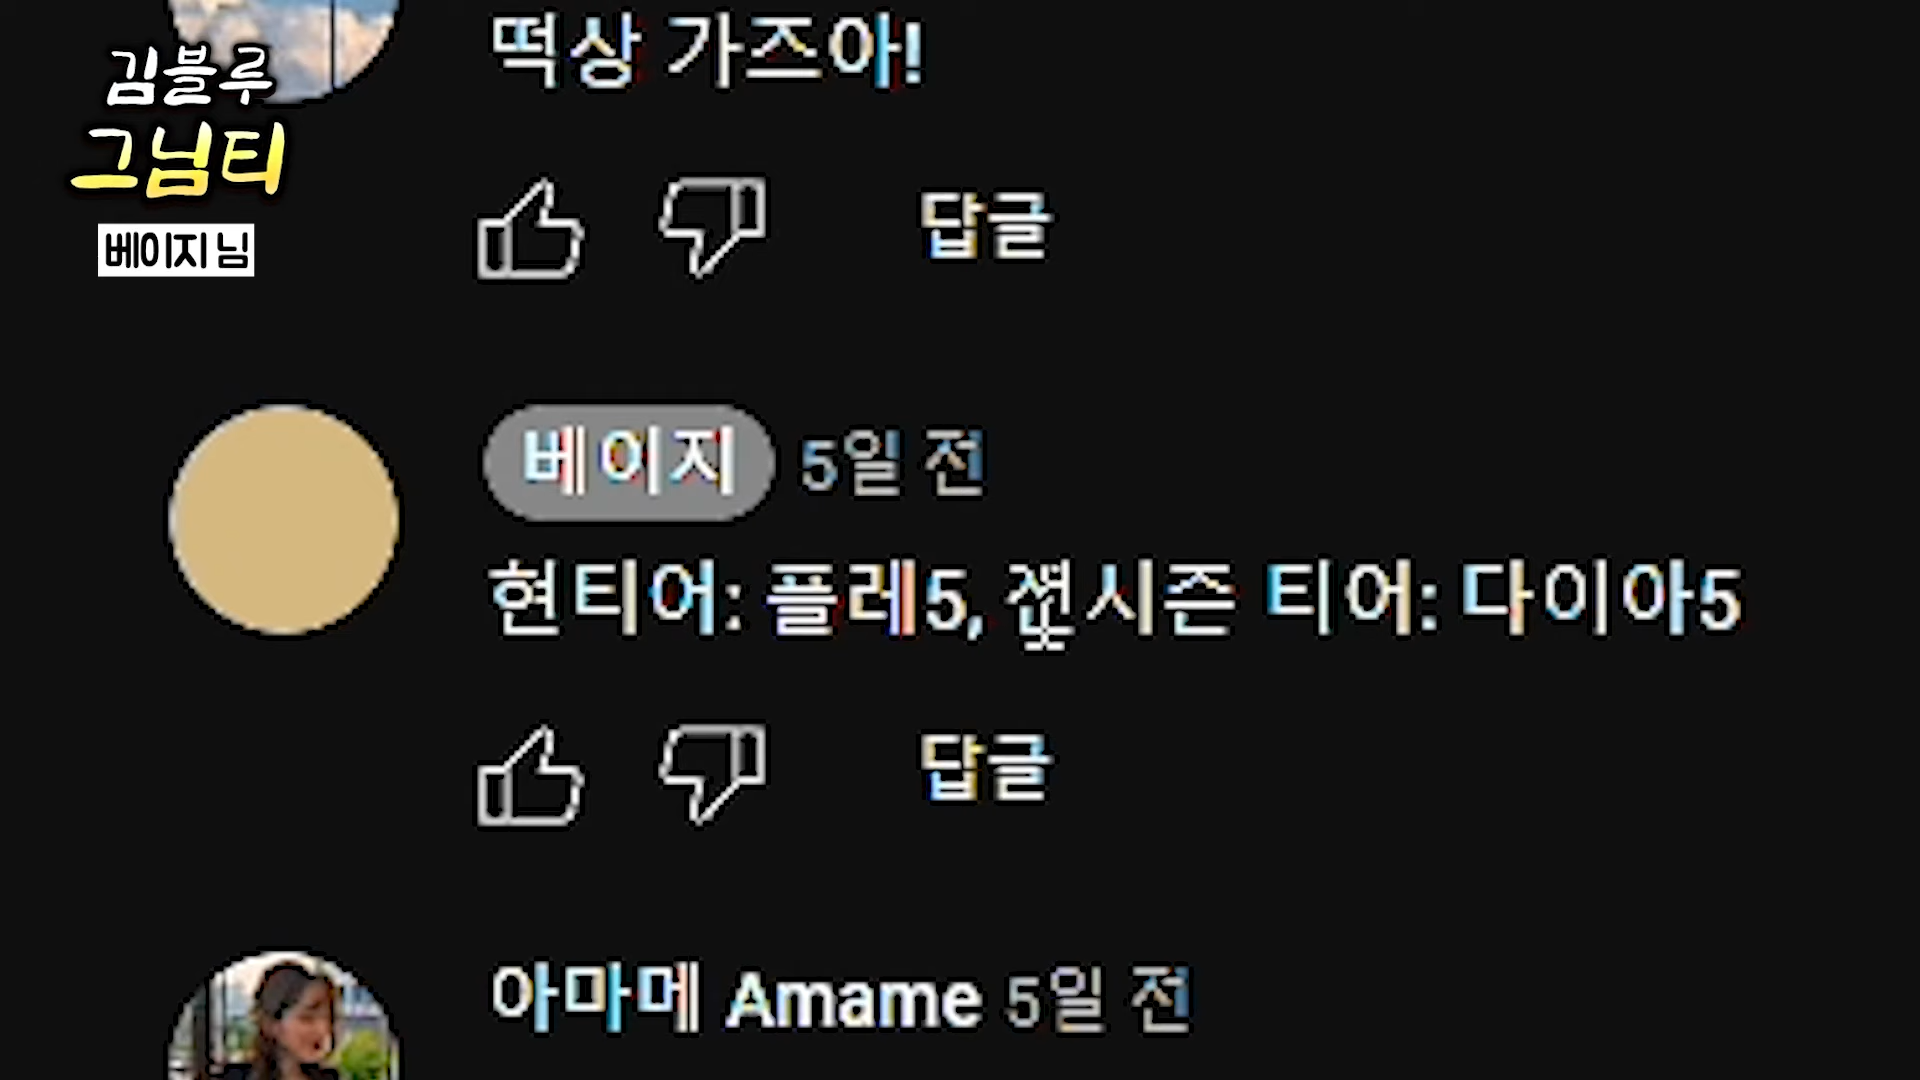 떡상 가즈아!
김블루
그님티
베이지 님
답글
베이지 5일 전
현티어: 플레5, 젔시즌 티어: 다이아5
답글
아마메 Amame 5일 전